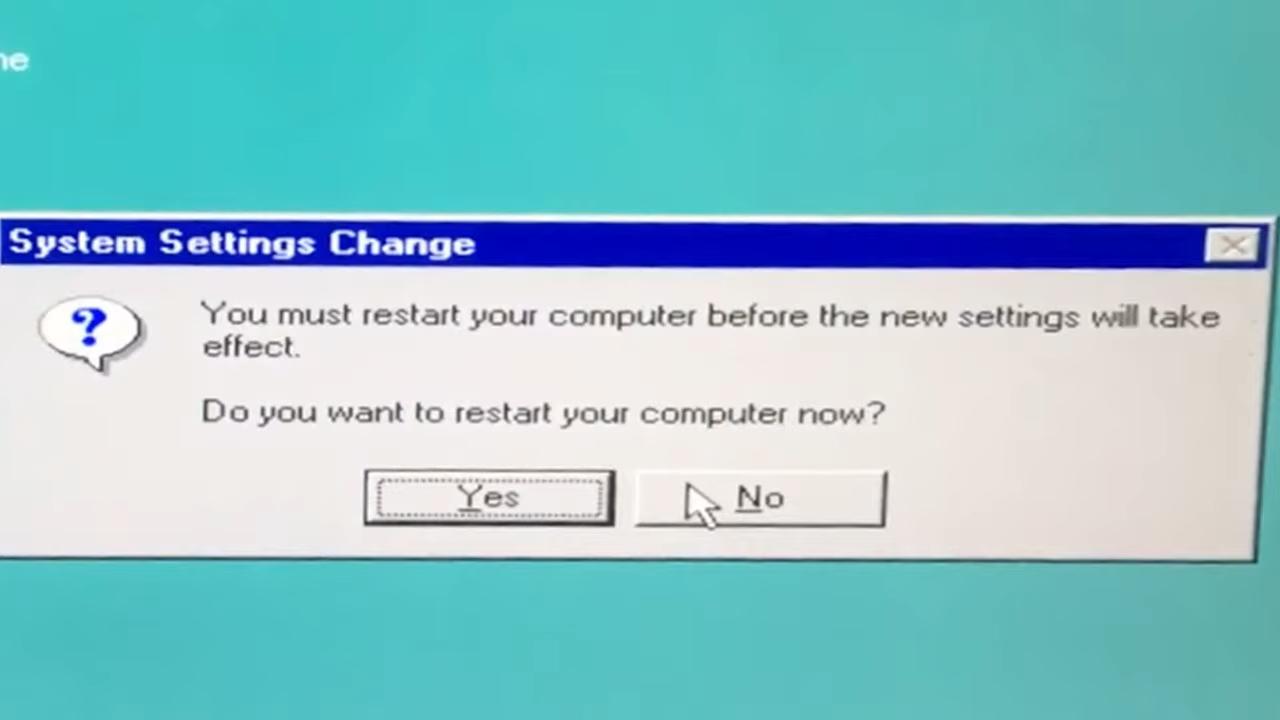 ne
System Settings Change
You must restart your computer before the new settings will take
effect.
Do you want to restart your computer now?
Yes
No